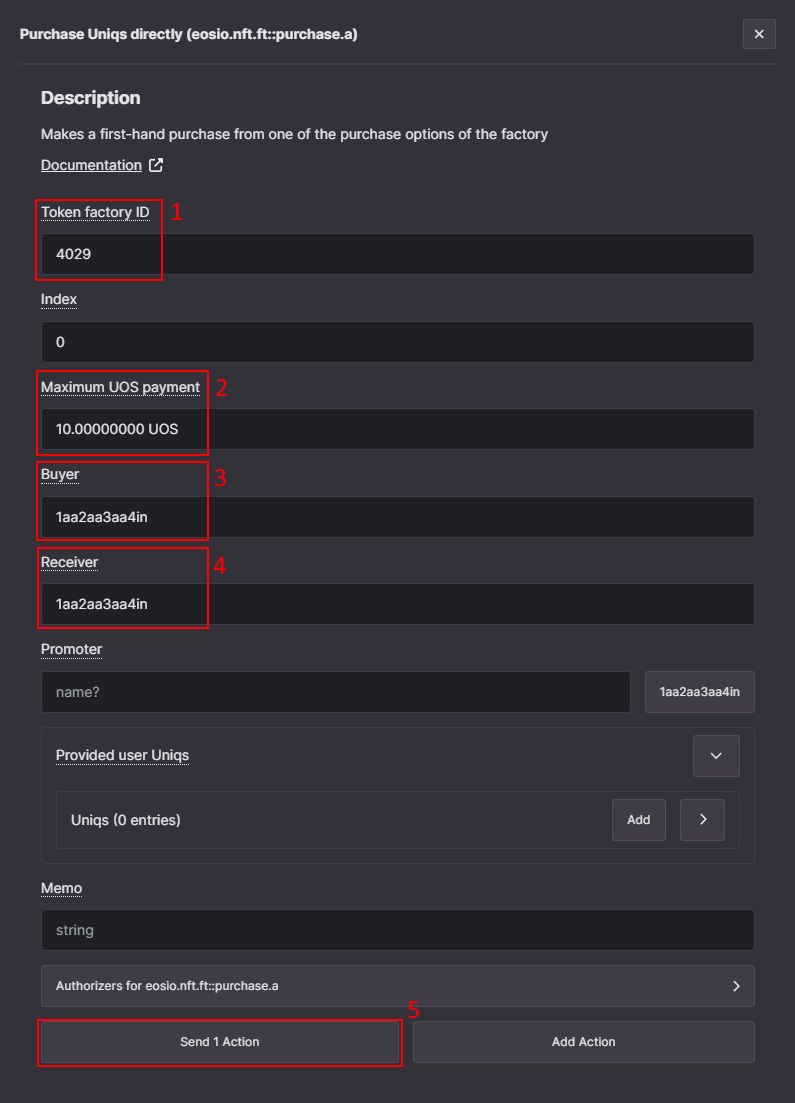 Purchase Uniqs directly (eosio.nft.ft::purchase.a)
Description
Makes a first-hand purchase from one of the purchase options of the factory
Documentation
Token factory ID 1
4029
Index
0
Maximum UOS payment 2
10.00000000 UOS
Buyer 3
1aa2aa3aa4in
Receiver 4
1aa2aa3aa4in
Promoter
name? 1aa2aa3aa4in
Provided user Uniqs
Uniqs (0 entries) Add
Memo
string
Authorizers for eosio.nft.ft::purchase.a
5
Send 1 Action Add Action